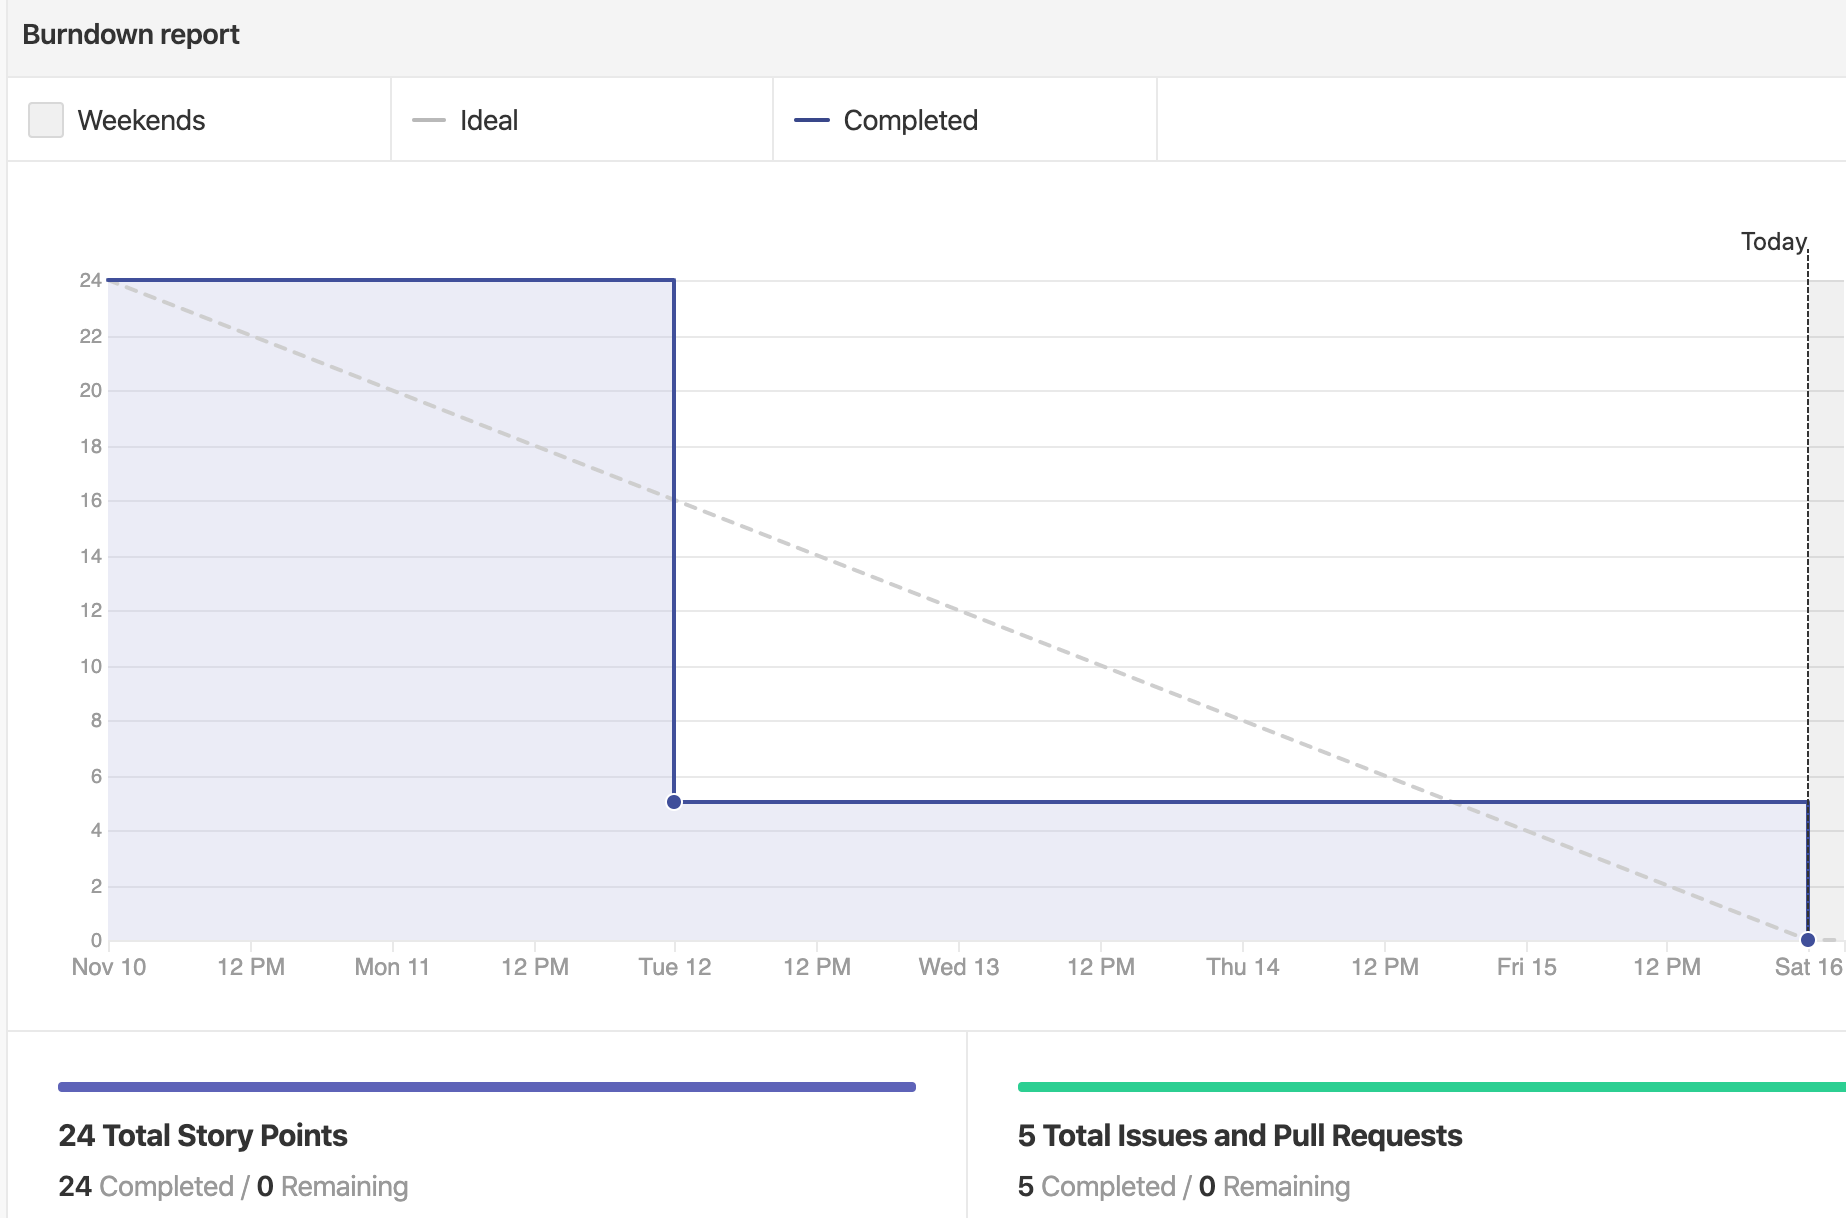 Burndown report
Weekends
Ideal
Completed
Today
24
22
20
18
16
14
12
10
8
6
4
2
0
Nov 10 12 PM Mon 11 12 PM Tue 12 12 PM Wed 13 12 PM Thu 14 12 PM Fri 15 12 PM Sat 16
24 Total Story Points
24 Completed / 0 Remaining
5 Total Issues and Pull Requests
5 Completed / 0 Remaining